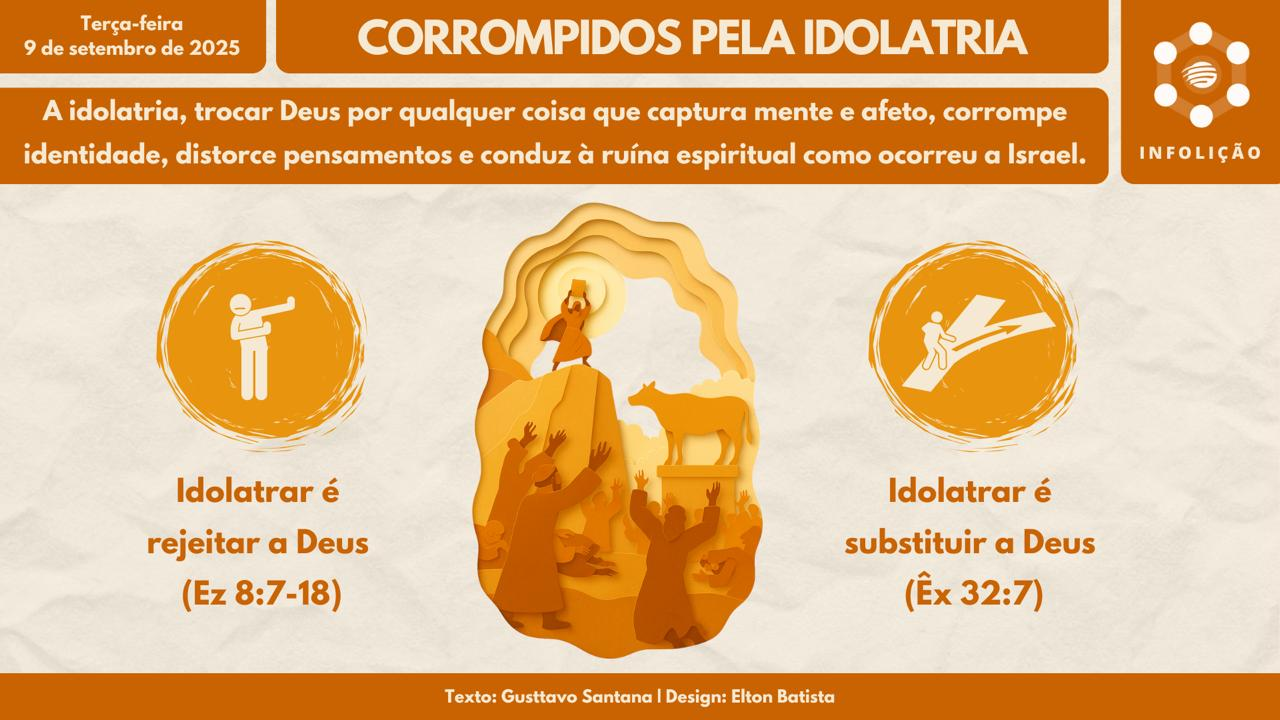 Terça-feira
9 de setembro de 2025
CORROMPIDOS PELA IDOLATRIA
INFOLIÇÃO
A idolatria, trocar Deus por qualquer coisa que captura mente e afeto, corrompe
identidade, distorce pensamentos e conduz à ruína espiritual como ocorreu a Israel.
Idolatrar é
rejeitar a Deus
(Ez 8:7-18)
Idolatrar é
substituir a Deus
(Êx 32:7)
Texto: Gusttavo Santana | Design: Elton Batista